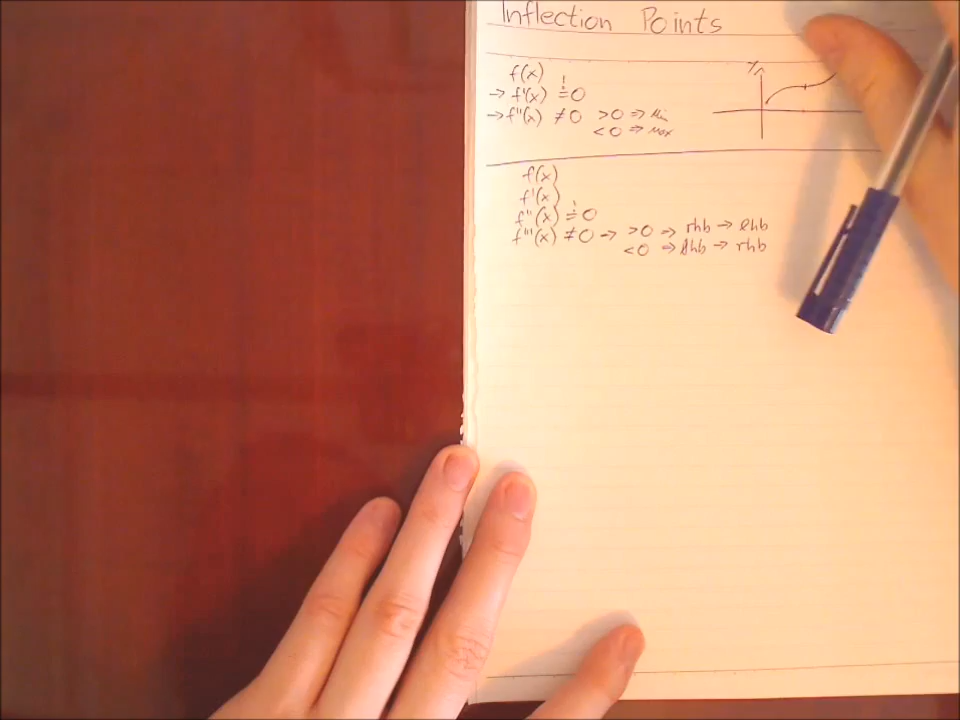 Inflection Points
y
f(x)
→ f'(x) != 0
→ f''(x) ≠ 0 >0 ⇒ Min
<0 ⇒ Max
f(x)
f'(x)
f''(x) != 0
f'''(x) ≠ 0 → >0 ⇒ rhb → lhb
<0 ⇒ lhb → rhb